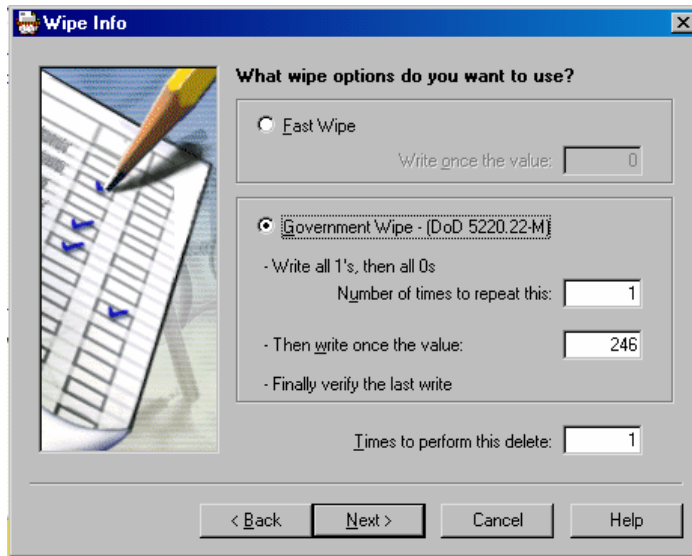 Wipe Info
What wipe options do you want to use?
Fast Wipe
Write once the value: 0
Government Wipe - (DoD 5220.22-M)
- Write all 1's, then all 0s
Number of times to repeat this: 1
- Then write once the value: 246
- Finally verify the last write
Times to perform this delete: 1
< Back Next > Cancel Help